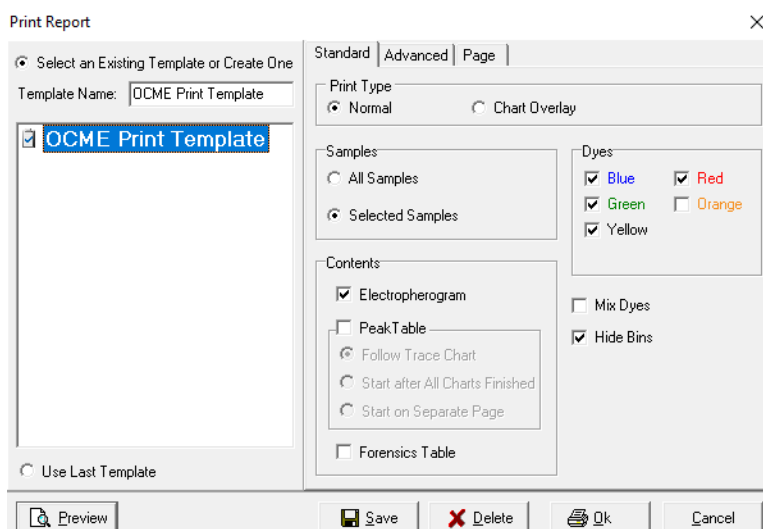 Print Report
Select an Existing Template or Create One
Template Name: OCME Print Template
OCME Print Template
Use Last Template
Standard Advanced Page
Print Type
Normal Chart Overlay
Samples
All Samples
Selected Samples
Dyes
Blue Red
Green Orange
Yellow
Contents
Electropherogram
PeakTable
Follow Trace Chart
Start after All Charts Finished
Start on Separate Page
Forensics Table
Mix Dyes
Hide Bins
Preview Save Delete Ok Cancel